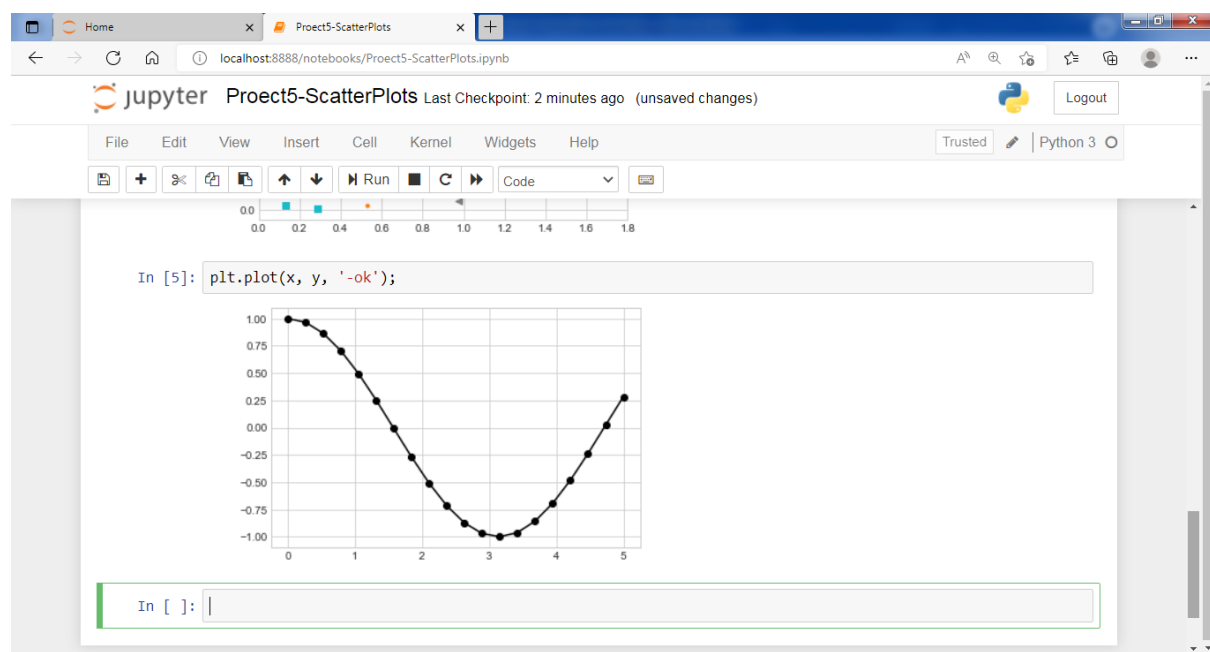 Home Proect5-ScatterPlots
localhost:8888/notebooks/Proect5-ScatterPlots.ipynb
jupyter Proect5-ScatterPlots Last Checkpoint: 2 minutes ago (unsaved changes) Logout
File Edit View Insert Cell Kernel Widgets Help Trusted Python 3
Run Code
0.0
0.0 0.2 0.4 0.6 0.8 1.0 1.2 1.4 1.6 1.8
In [5]: plt.plot(x, y, '-ok');
1.00
0.75
0.50
0.25
0.00
−0.25
−0.50
−0.75
−1.00
0 1 2 3 4 5
In [ ]: